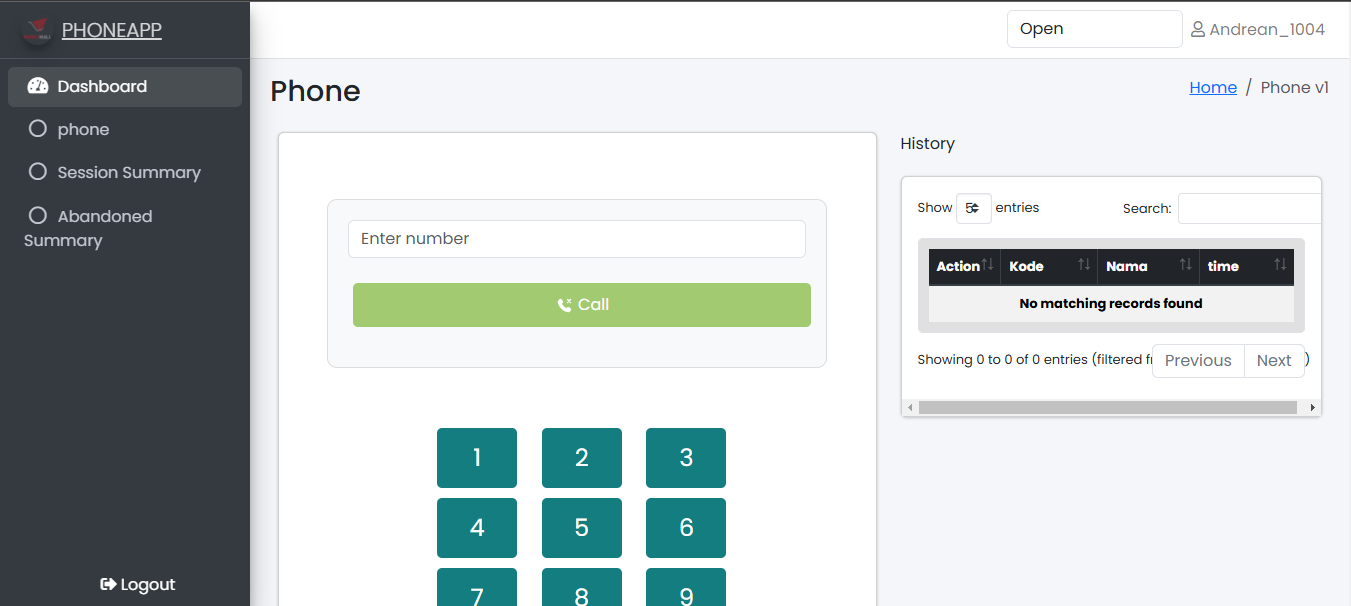 PHONEAPP
Open
Andrean_1004
Dashboard
phone
Session Summary
Abandoned
Summary
Logout
Phone
Home / Phone v1
Enter number
Call
1 2 3
4 5 6
7 8 9
History
Show 5 entries Search:
Action Kode Nama time
No matching records found
Showing 0 to 0 of 0 entries (filtered Previous Next )